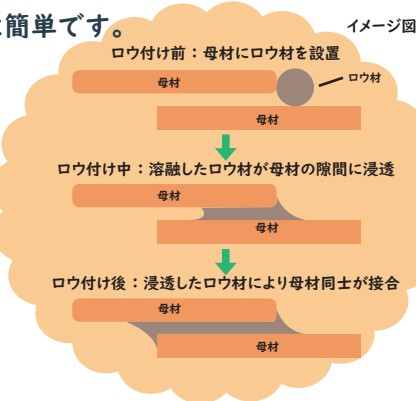 簡単です。
イメージ図
ロウ付け前：母材にロウ材を設置
母材
ロウ材
母材
ロウ付け中：溶融したロウ材が母材の隙間に浸透
母材
母材
ロウ付け後：浸透したロウ材により母材同士が接合
母材
母材